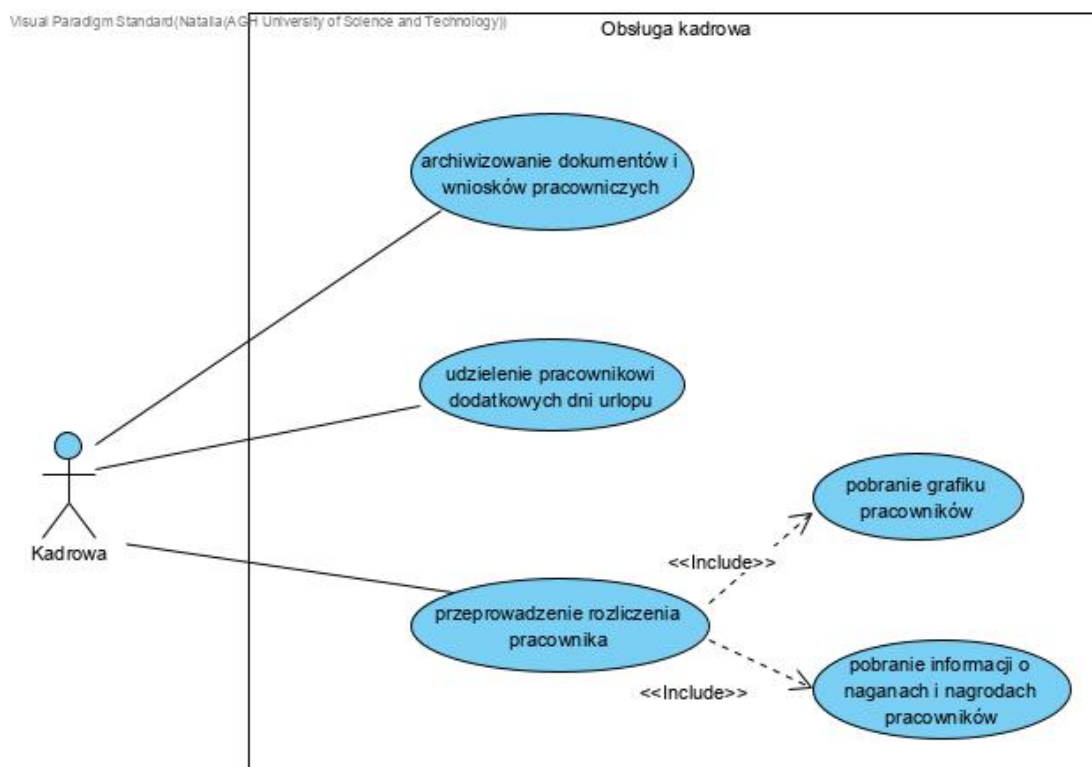 Visual Paradigm Standard(Natalia(AGH University of Science and Technology))
Obsługa kadrowa
archiwizowanie dokumentów i
wniosków pracowniczych
udzielenie pracownikowi
dodatkowych dni urlopu
pobranie grafiku
pracowników
Kadrowa
<<Include>>
przeprowadzenie rozliczenia
pracownika
<<Include>>
pobranie informacji o
naganach i nagrodach
pracowników